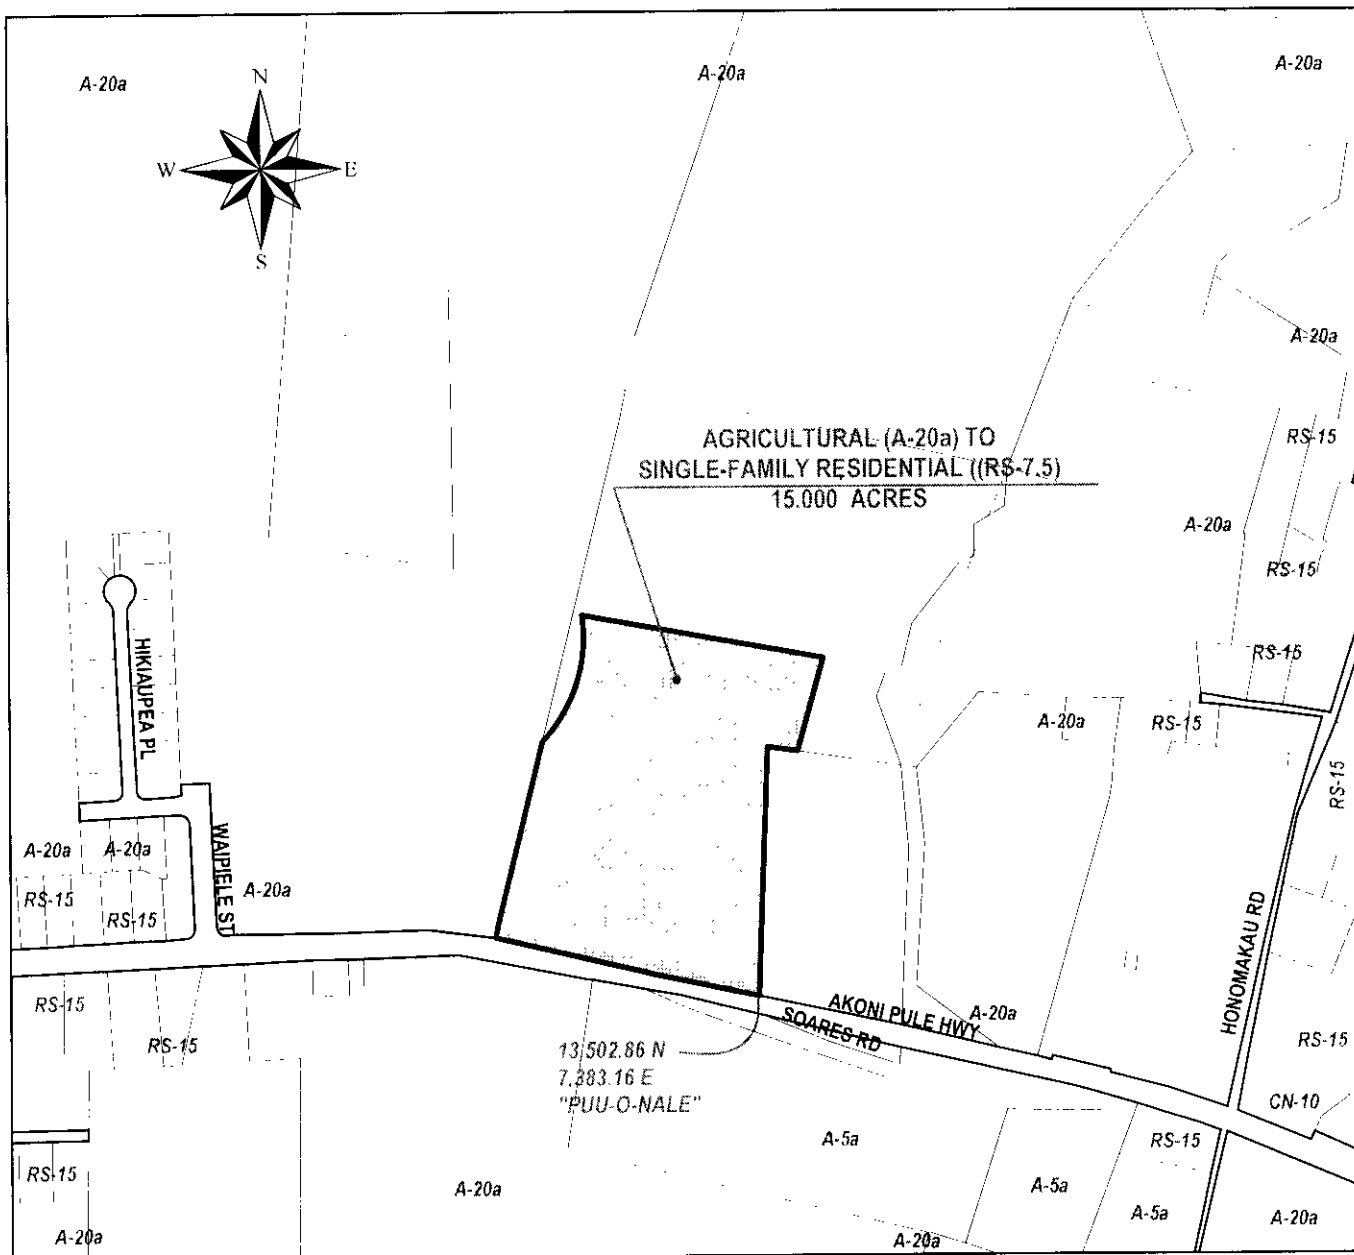 A-20a
A-20a
A-20a
N
W
E
S
A-20a
AGRICULTURAL (A-20a) TO
SINGLE-FAMILY RESIDENTIAL ((RS-7.5)
15.000 ACRES
RS-15
A-20a
RS-15
HIKIAUPEA PL
RS-15
A-20a
RS-15
RS-15
WAIPIELE ST
A-20a
A-20a
A-20a
RS-15
RS-15
HONOMAKAU RD
AKONI PULE HWY
SOARES RD
A-20a
RS-15
RS-15
RS-15
13,502.86 N
7,383.16 E
"PUU-O-NALE"
CN-10
A-5a
RS-15
RS-15
A-20a
A-5a
A-5a
A-20a
A-20a
A-20a